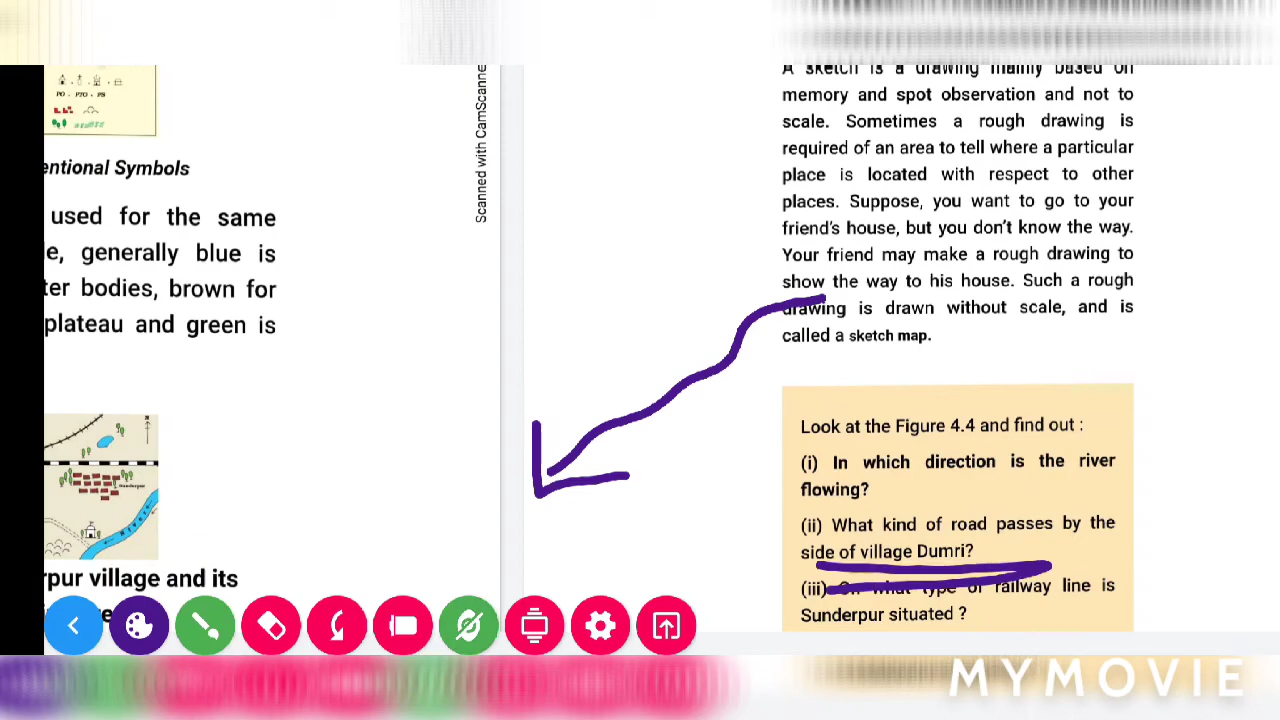 PO · PTO · PS
entional Symbols
used for the same
e, generally blue is
ter bodies, brown for
plateau and green is
rpur village and its
Scanned with CamScanne
A sketch is a drawing mainly based on
memory and spot observation and not to
scale. Sometimes a rough drawing is
required of an area to tell where a particular
place is located with respect to other
places. Suppose, you want to go to your
friend's house, but you don't know the way.
Your friend may make a rough drawing to
show the way to his house. Such a rough
drawing is drawn without scale, and is
called a sketch map.
Look at the Figure 4.4 and find out :
(i) In which direction is the river
flowing?
(ii) What kind of road passes by the
side of village Dumri?
(iii) On what type of railway line is
Sunderpur situated ?
MYMOVIE